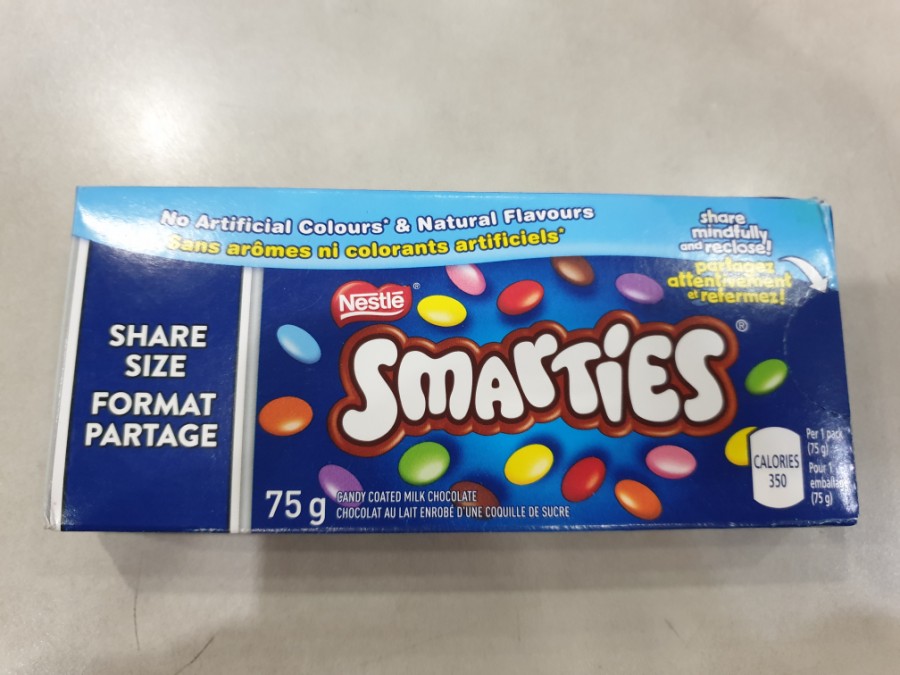 No Artificial Colours* & Natural Flavours
Sans arômes ni colorants artificiels*
share
mindfully
and reclose!
partagez
attentivement
et refermez!
SHARE
SIZE
FORMAT
PARTAGE
Nestlé®
SMARTIES®
75 g
CANDY COATED MILK CHOCOLATE
CHOCOLAT AU LAIT ENROBÉ D'UNE COQUILLE DE SUCRE
CALORIES
350
Per 1 pack
(75 g)
Pour 1
emballage
(75 g)